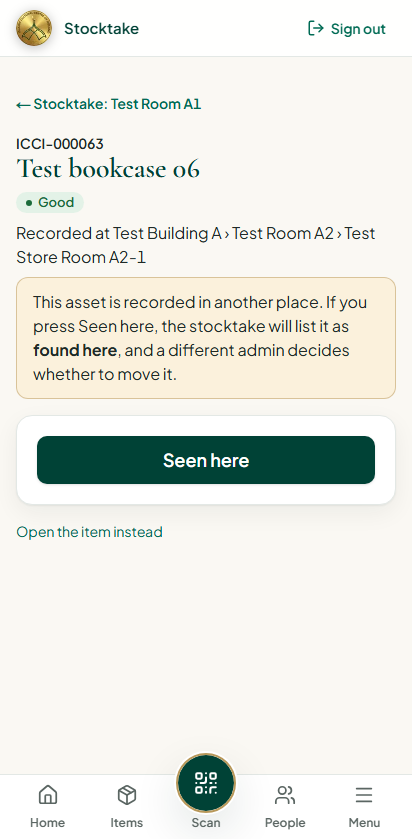 Stocktake
Sign out
← Stocktake: Test Room A1
ICCI-000063
Test bookcase 06
Good
Recorded at Test Building A › Test Room A2 › Test
Store Room A2-1
This asset is recorded in another place. If you
press Seen here, the stocktake will list it as
found here, and a different admin decides
whether to move it.
Seen here
Open the item instead
Home
Items
Scan
People
Menu